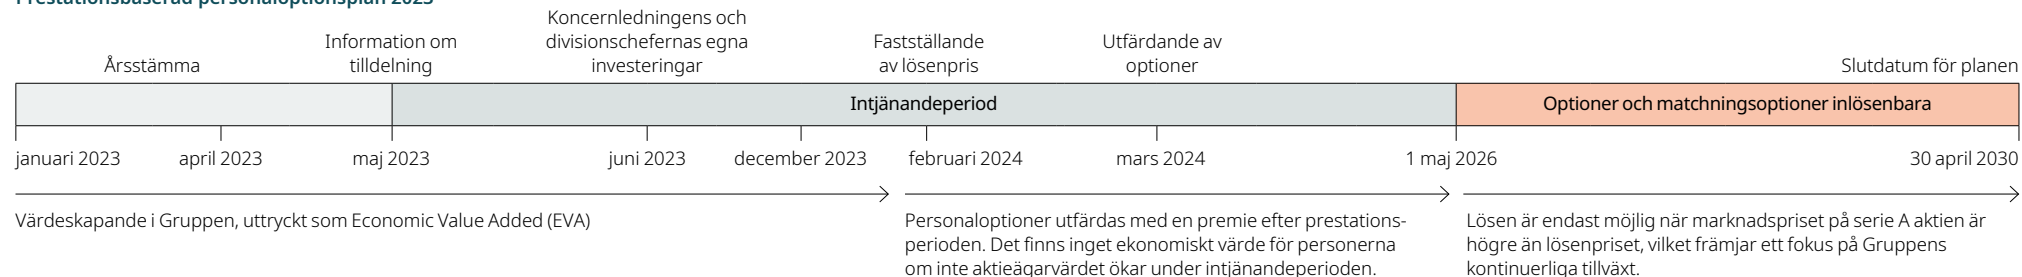 Prestationsbaserad personaloptionsplan 2023
Årsstämma
Information om
tilldelning
Koncernledningens och
divisionschefernas egna
investeringar
Fastställande
av lösenpris
Utfärdande av
optioner
Slutdatum för planen
Intjänandeperiod
Optioner och matchningsoptioner inlösenbara
januari 2023
april 2023
maj 2023
juni 2023
december 2023
februari 2024
mars 2024
1 maj 2026
30 april 2030
Värdeskapande i Gruppen, uttryckt som Economic Value Added (EVA)
Personaloptioner utfärdas med en premie efter prestations-
perioden. Det finns inget ekonomiskt värde för personerna
om inte aktieägarvärdet ökar under intjänandeperioden.
Lösen är endast möjlig när marknadspriset på serie A aktien är
högre än lösenpriset, vilket främjar ett fokus på Gruppens
kontinuerliga tillväxt.